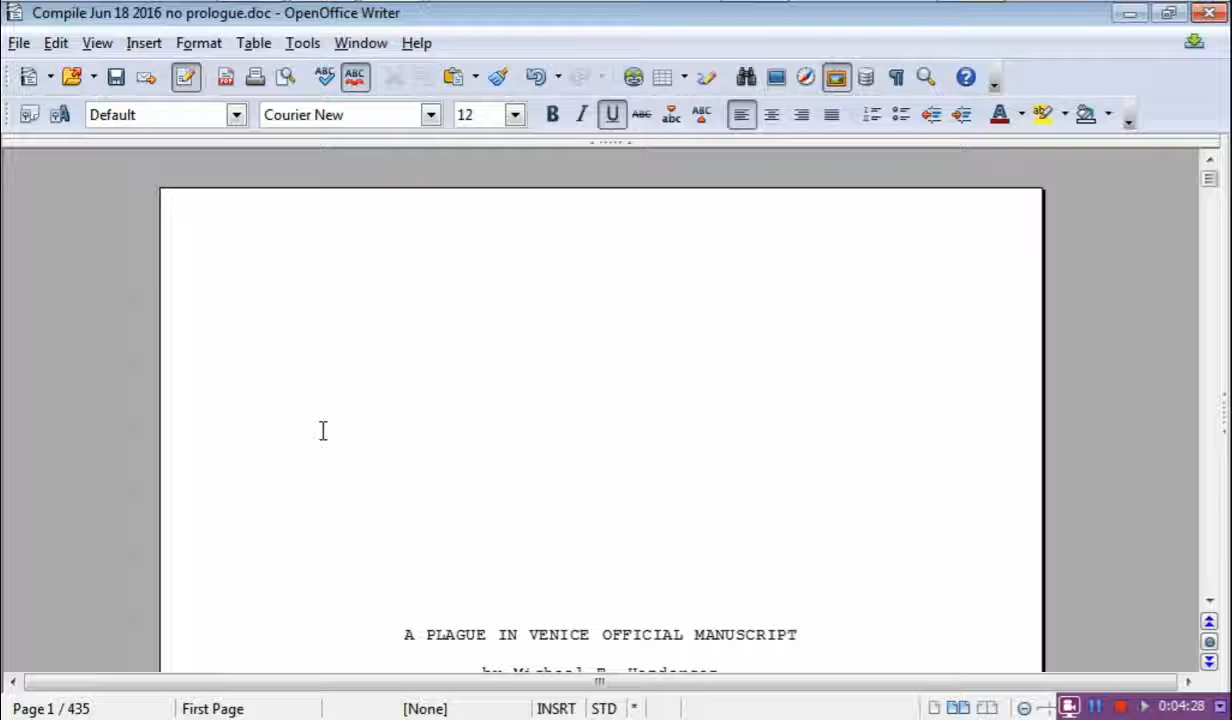 Compile Jun 18 2016 no prologue.doc - OpenOffice Writer
File Edit View Insert Format Table Tools Window Help
Default Courier New 12
A PLAGUE IN VENICE OFFICIAL MANUSCRIPT
by Michael
Page 1 / 435 First Page [None] INSRT STD * 0:04:28